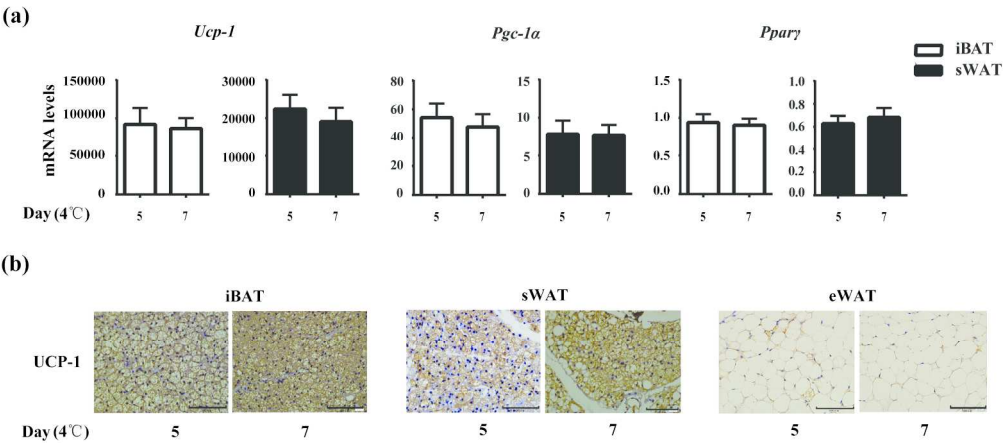 (a)
Ucp-1
Pgc-1α
Pparγ
iBAT
sWAT
mRNA levels
150000
100000
50000
0
30000
20000
10000
0
80
60
40
20
0
15
10
5
0
1.5
1.0
0.5
0.0
1.0
0.8
0.6
0.4
0.2
0.0
Day (4℃) 5 7 5 7 5 7 5 7 5 7 5 7
(b)
iBAT sWAT eWAT
UCP-1
Day (4℃) 5 7 5 7 5 7